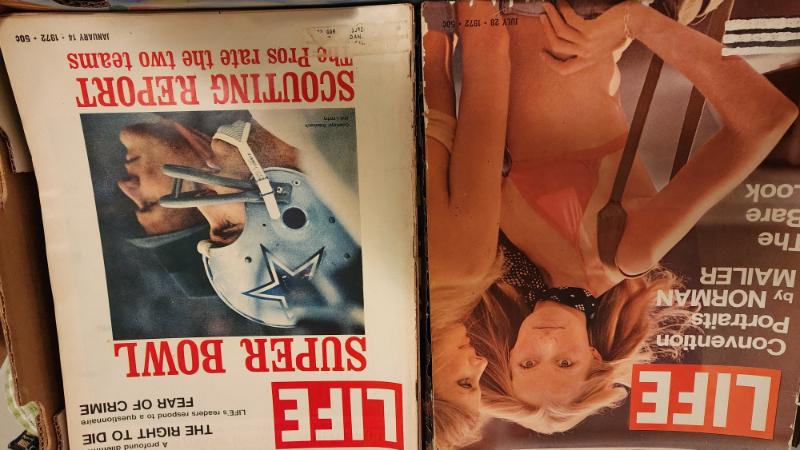 LIFE
A profound dilemma
THE RIGHT TO DIE
LIFE's readers respond to a questionnaire
FEAR OF CRIME
SUPER BOWL
SCOUTING REPORT
The Pros rate the two teams
JANUARY 14 • 1972 • 50¢
LIFE
Convention
Portraits
by NORMAN
MAILER
The
Bare
Look
JULY 28 • 1972 • 50¢